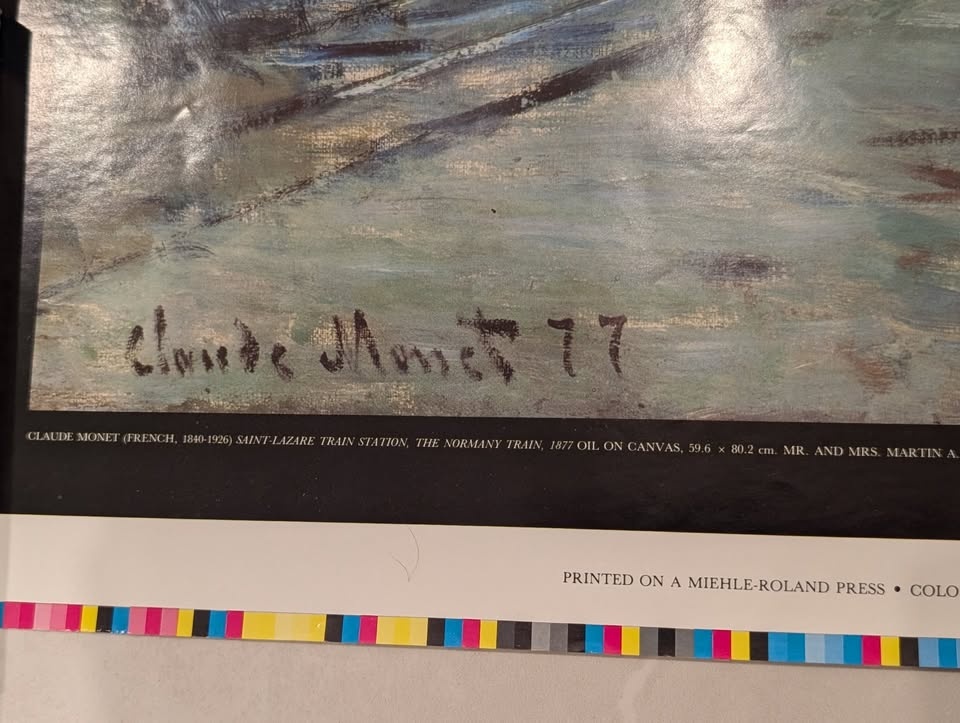 Claude Monet 77
CLAUDE MONET (FRENCH, 1840-1926) SAINT-LAZARE TRAIN STATION, THE NORMANY TRAIN, 1877 OIL ON CANVAS, 59.6 × 80.2 cm. MR. AND MRS. MARTIN A.
PRINTED ON A MIEHLE-ROLAND PRESS • COLO